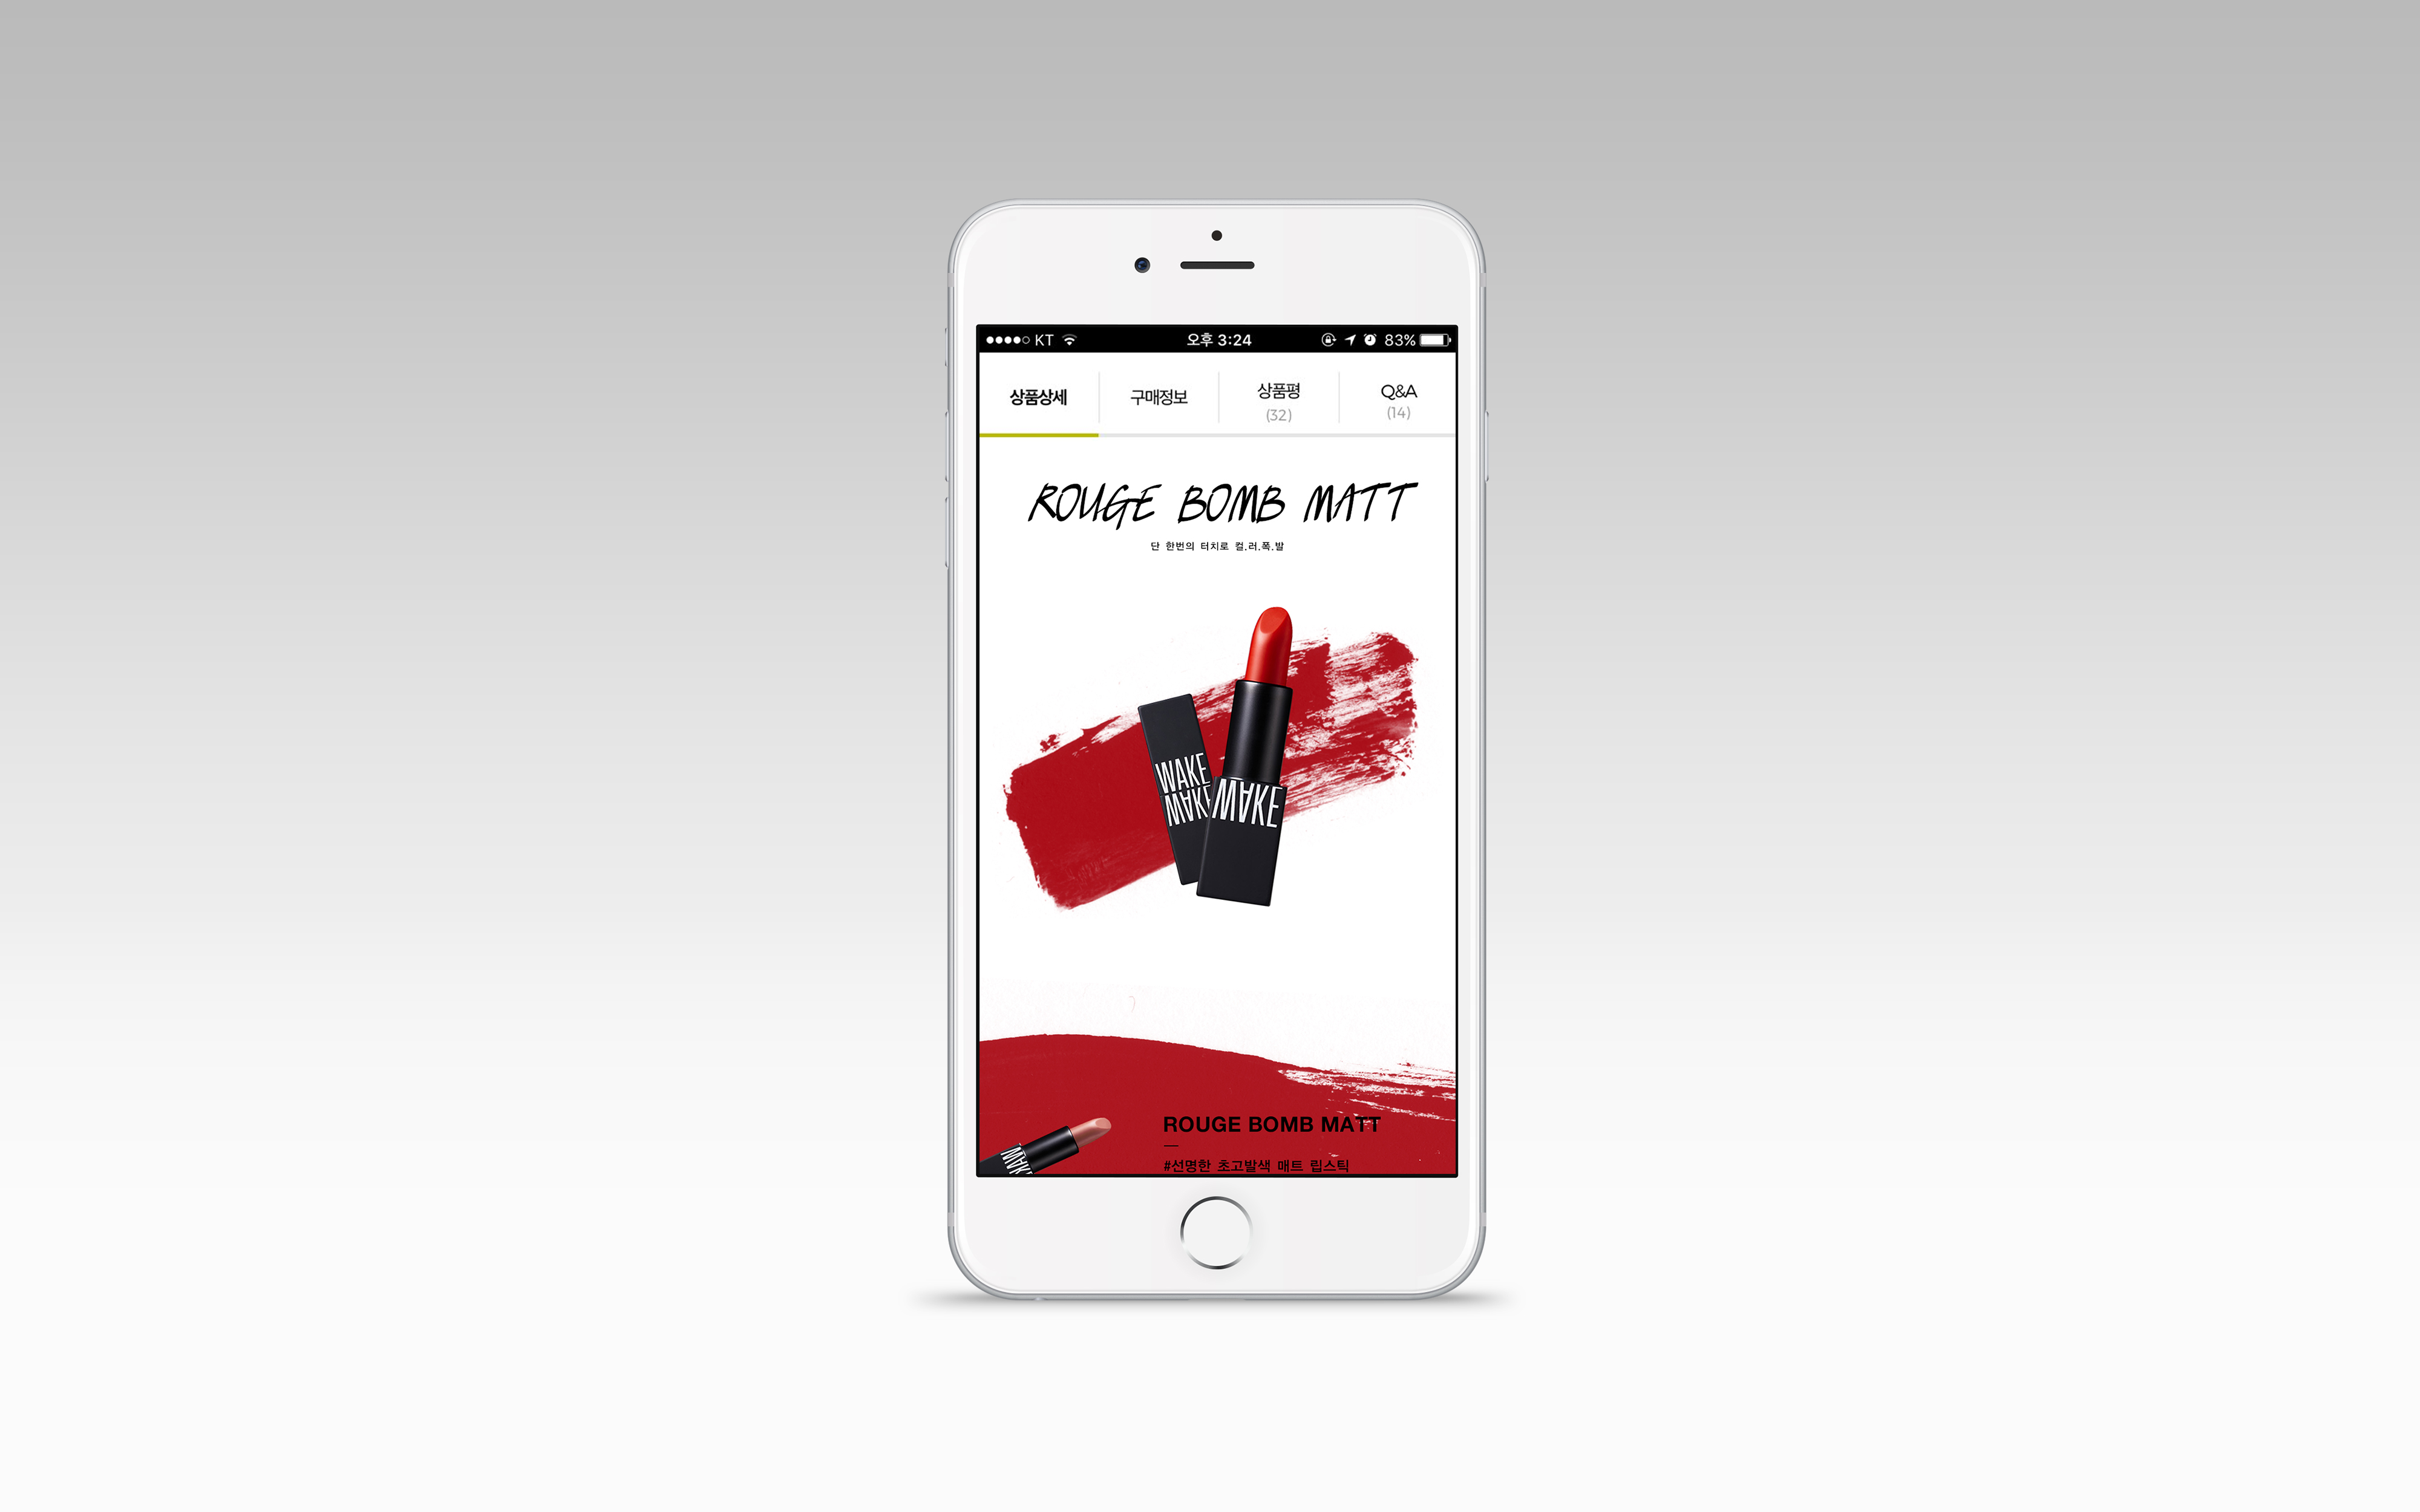 KT 오후 3:24 83%
상품상세 구매정보 상품평 Q&A
(32) (14)
ROUGE BOMB MATT
단 한번의 터치로 컬.러.폭.발
WAKE
MAKE
MAKE
ROUGE BOMB MATT
#선명한 초고발색 매트 립스틱
MAKE